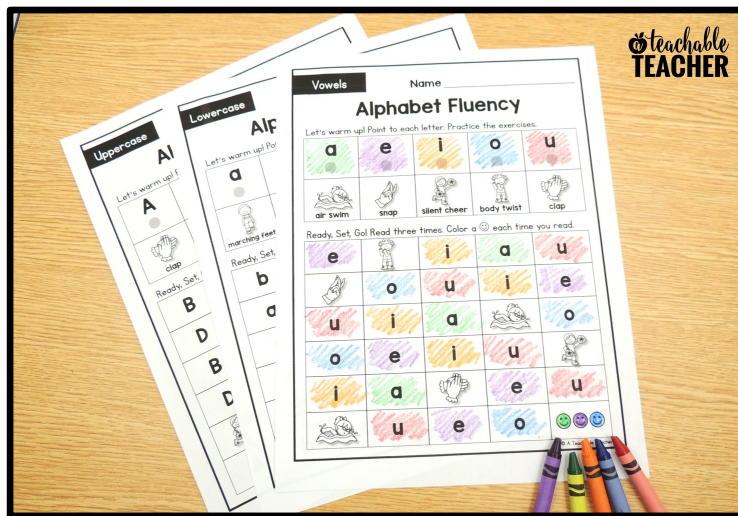 a teachable
TEACHER
Vowels
Name
Alphabet Fluency
Let's warm up! Point to each letter. Practice the exercises.
a e i o u
air swim snap silent cheer body twist clap
Ready, Set, Go! Read three times. Color a each time you read.
e i a u
o u i e
u i a o
o e i u
i a e u
u e o
Lowercase
Let's warm up!
a
marching feet
Ready, Set,
b
a
Uppercase
Let's warm up!
A
clap
Ready, Set,
B
D
B
D